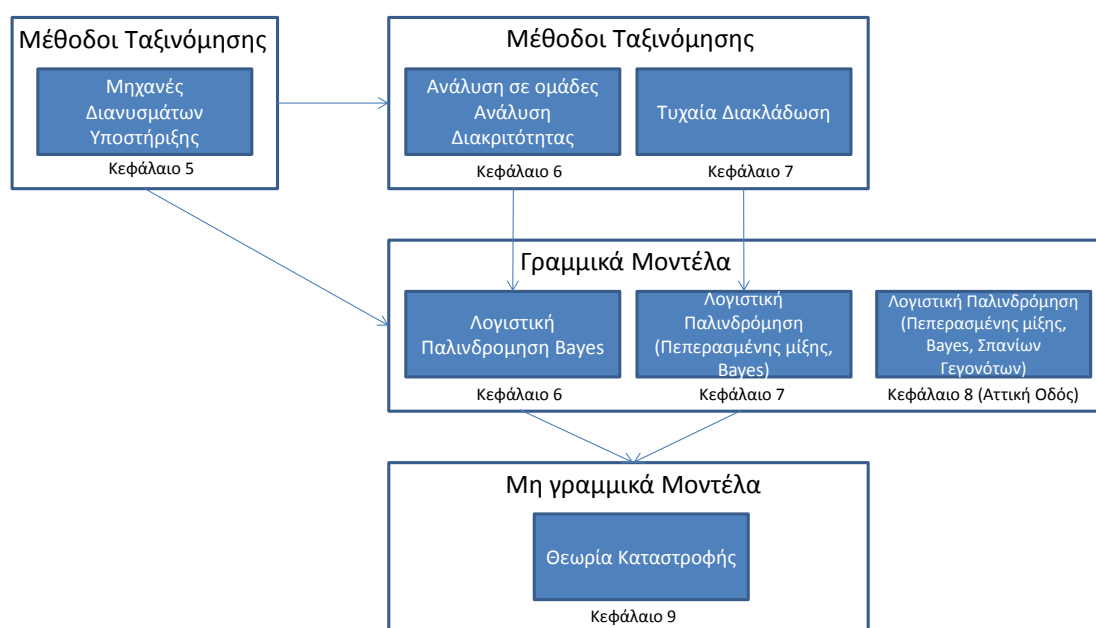 Μέθοδοι Ταξινόμησης
Μηχανές
Διανυσμάτων
Υποστήριξης
Κεφάλαιο 5
Μέθοδοι Ταξινόμησης
Ανάλυση σε ομάδες
Ανάλυση
Διακριτότητας
Κεφάλαιο 6
Τυχαία Διακλάδωση
Κεφάλαιο 7
Γραμμικά Μοντέλα
Λογιστική
Παλινδρομηση Bayes
Κεφάλαιο 6
Λογιστική
Παλινδρόμηση
(Πεπερασμένης μίξης,
Bayes)
Κεφάλαιο 7
Λογιστική Παλινδρόμηση
(Πεπερασμένης μίξης,
Bayes, Σπανίων
Γεγονότων)
Κεφάλαιο 8 (Αττική Οδός)
Μη γραμμικά Μοντέλα
Θεωρία Καταστροφής
Κεφάλαιο 9